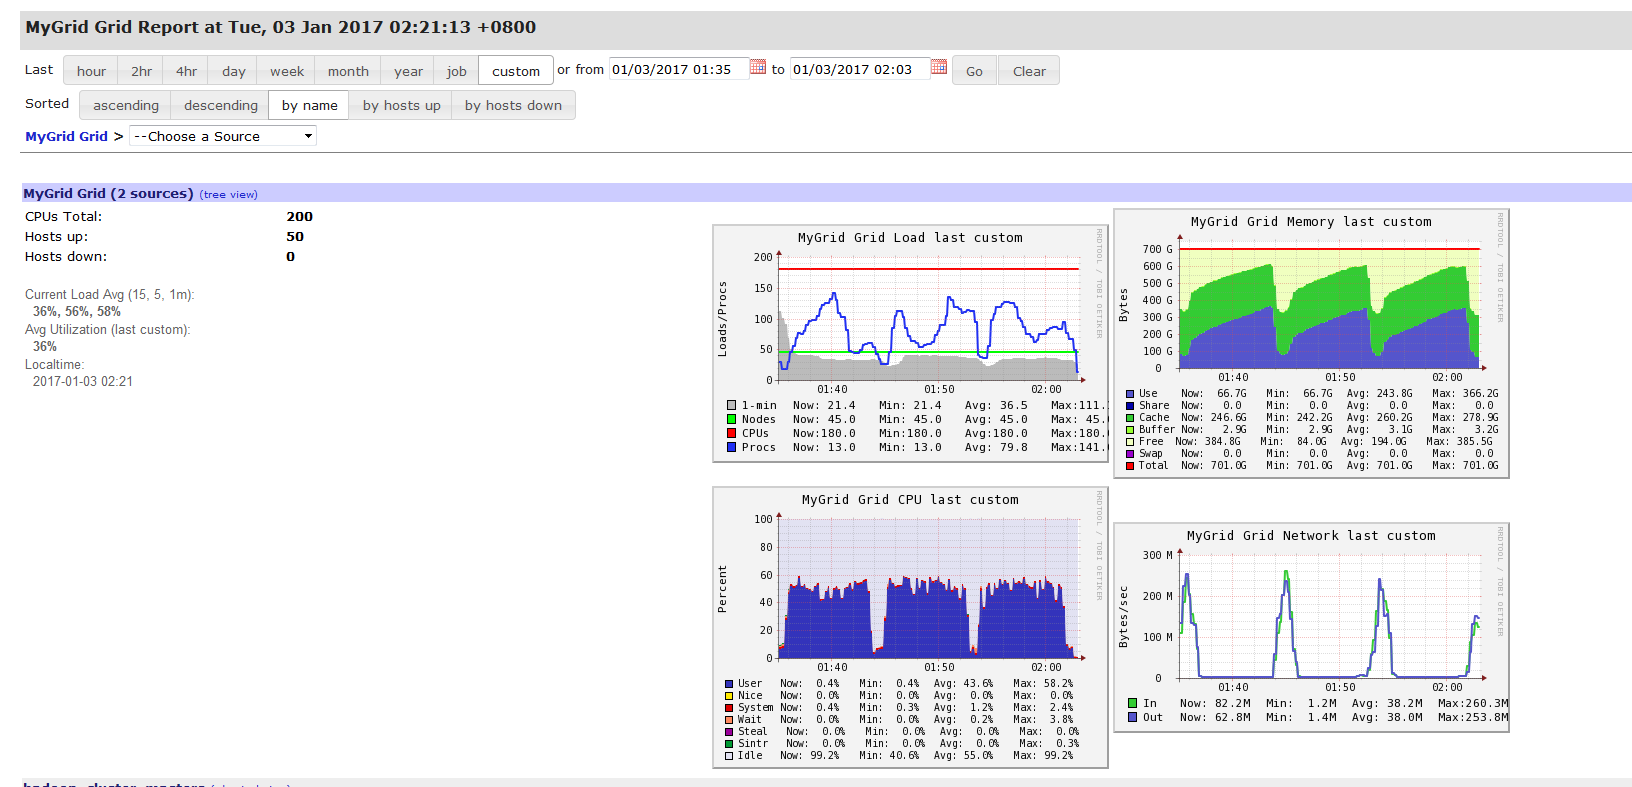 MyGrid Grid Report at Tue, 03 Jan 2017 02:21:13 +0800
Last hour 2hr 4hr day week month year job custom or from 01/03/2017 01:35 to 01/03/2017 02:03 Go Clear
Sorted ascending descending by name by hosts up by hosts down
MyGrid Grid > --Choose a Source
MyGrid Grid (2 sources) (tree view)
CPUs Total: 200
Hosts up: 50
Hosts down: 0
Current Load Avg (15, 5, 1m):
36%, 56%, 58%
Avg Utilization (last custom):
36%
Localtime:
2017-01-03 02:21
MyGrid Grid Load last custom
RRDTOOL / TOBI OETIKER
Loads/Procs
200
150
100
50
0
01:40 01:50 02:00
1-min Now: 21.4 Min: 21.4 Avg: 36.5 Max:111.
Nodes Now: 45.0 Min: 45.0 Avg: 45.0 Max: 45.
CPUs Now:180.0 Min:180.0 Avg:180.0 Max:180.
Procs Now: 13.0 Min: 13.0 Avg: 79.8 Max:141.
MyGrid Grid Memory last custom
RRDTOOL / TOBI OETIKER
Bytes
700 G
600 G
500 G
400 G
300 G
200 G
100 G
0
01:40 01:50 02:00
Use Now: 66.7G Min: 66.7G Avg: 243.8G Max: 366.2G
Share Now: 0.0 Min: 0.0 Avg: 0.0 Max: 0.0
Cache Now: 246.6G Min: 242.2G Avg: 260.2G Max: 278.9G
Buffer Now: 2.9G Min: 2.9G Avg: 3.1G Max: 3.2G
Free Now: 384.8G Min: 84.0G Avg: 194.0G Max: 385.5G
Swap Now: 0.0 Min: 0.0 Avg: 0.0 Max: 0.0
Total Now: 701.0G Min: 701.0G Avg: 701.0G Max: 701.0G
MyGrid Grid CPU last custom
RRDTOOL / TOBI OETIKER
Percent
100
80
60
40
20
0
01:40 01:50 02:00
User Now: 0.4% Min: 0.4% Avg: 43.6% Max: 58.2%
Nice Now: 0.0% Min: 0.0% Avg: 0.0% Max: 0.0%
System Now: 0.4% Min: 0.3% Avg: 1.2% Max: 2.4%
Wait Now: 0.0% Min: 0.0% Avg: 0.2% Max: 3.8%
Steal Now: 0.0% Min: 0.0% Avg: 0.0% Max: 0.0%
Sintr Now: 0.0% Min: 0.0% Avg: 0.0% Max: 0.3%
Idle Now: 99.2% Min: 40.6% Avg: 55.0% Max: 99.2%
MyGrid Grid Network last custom
RRDTOOL / TOBI OETIKER
Bytes/sec
300 M
200 M
100 M
0
01:40 01:50 02:00
In Now: 82.2M Min: 1.2M Avg: 38.2M Max:260.3M
Out Now: 62.8M Min: 1.4M Avg: 38.0M Max:253.8M